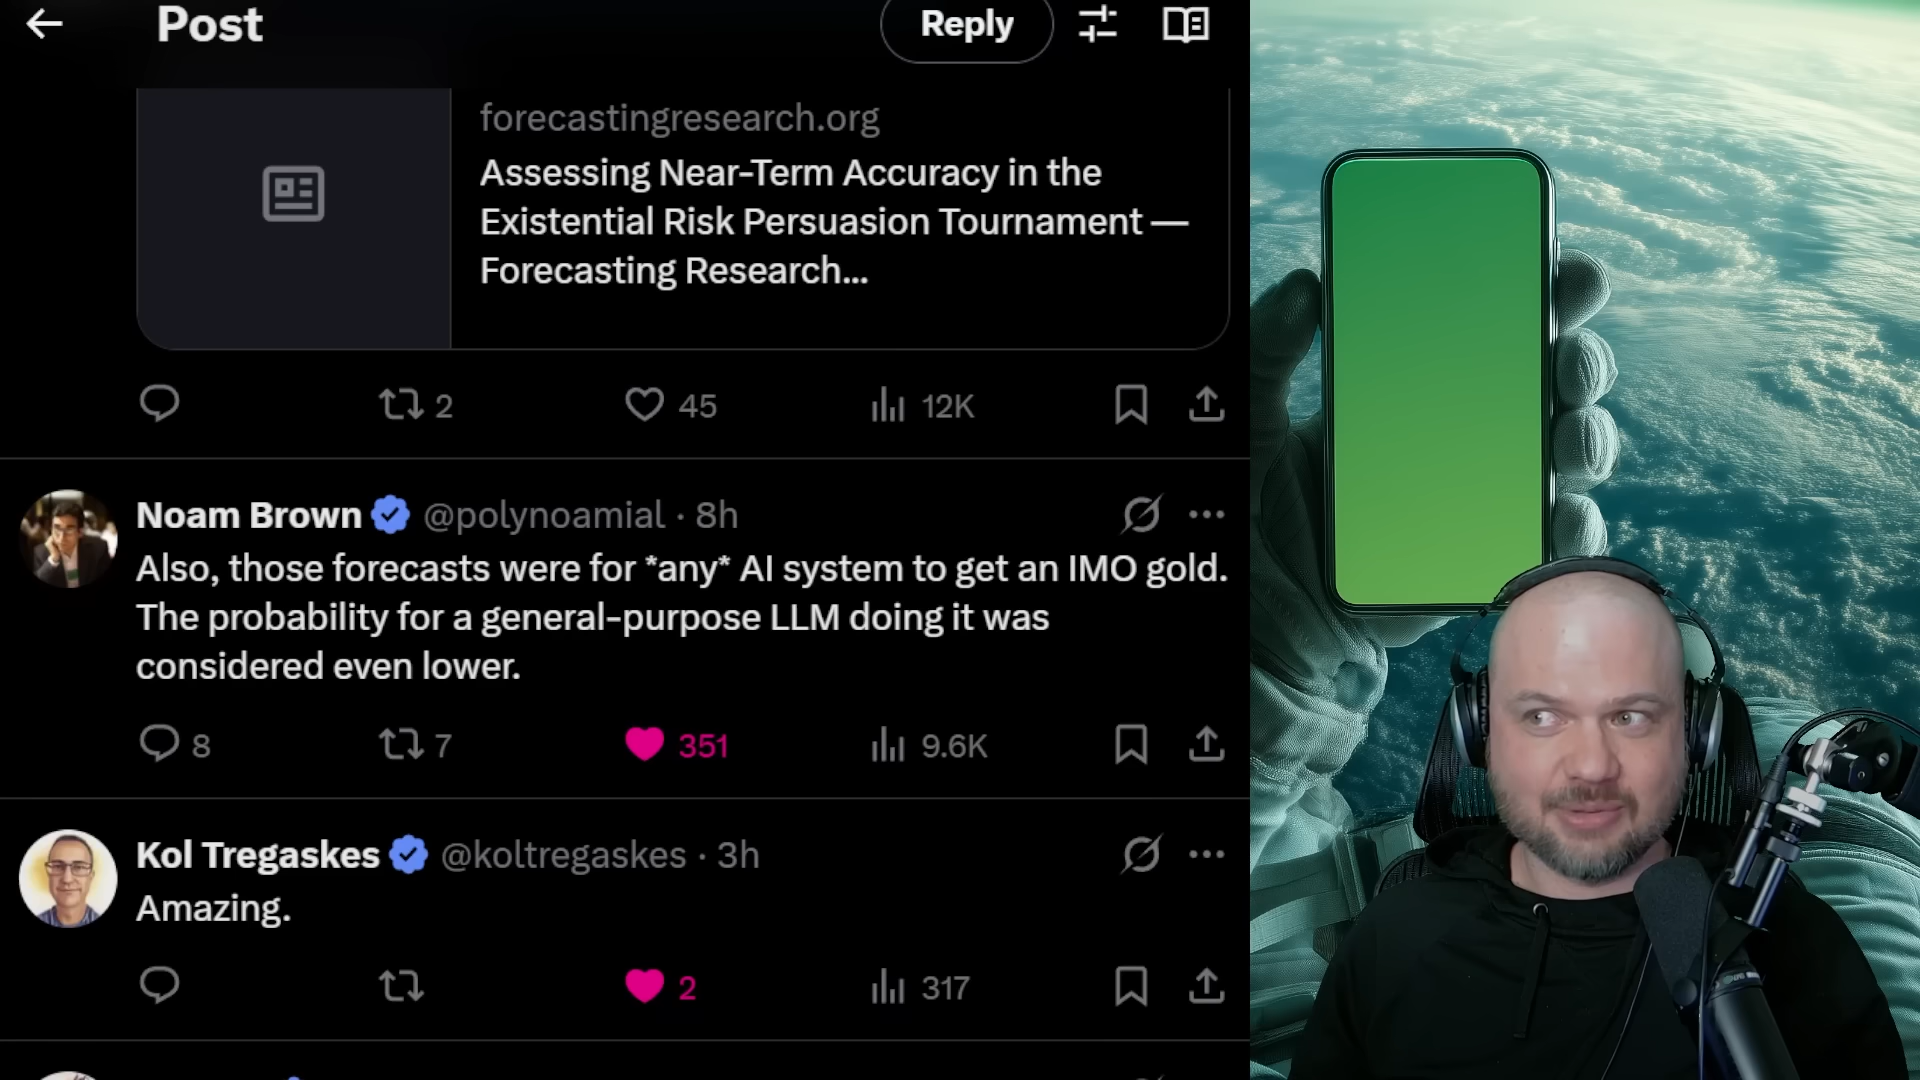 Post
Reply
forecastingresearch.org
Assessing Near-Term Accuracy in the
Existential Risk Persuasion Tournament —
Forecasting Research...
2 45 12K
Noam Brown @polynoamial · 8h
Also, those forecasts were for *any* AI system to get an IMO gold.
The probability for a general-purpose LLM doing it was
considered even lower.
8 7 351 9.6K
Kol Tregaskes @koltregaskes · 3h
Amazing.
2 317